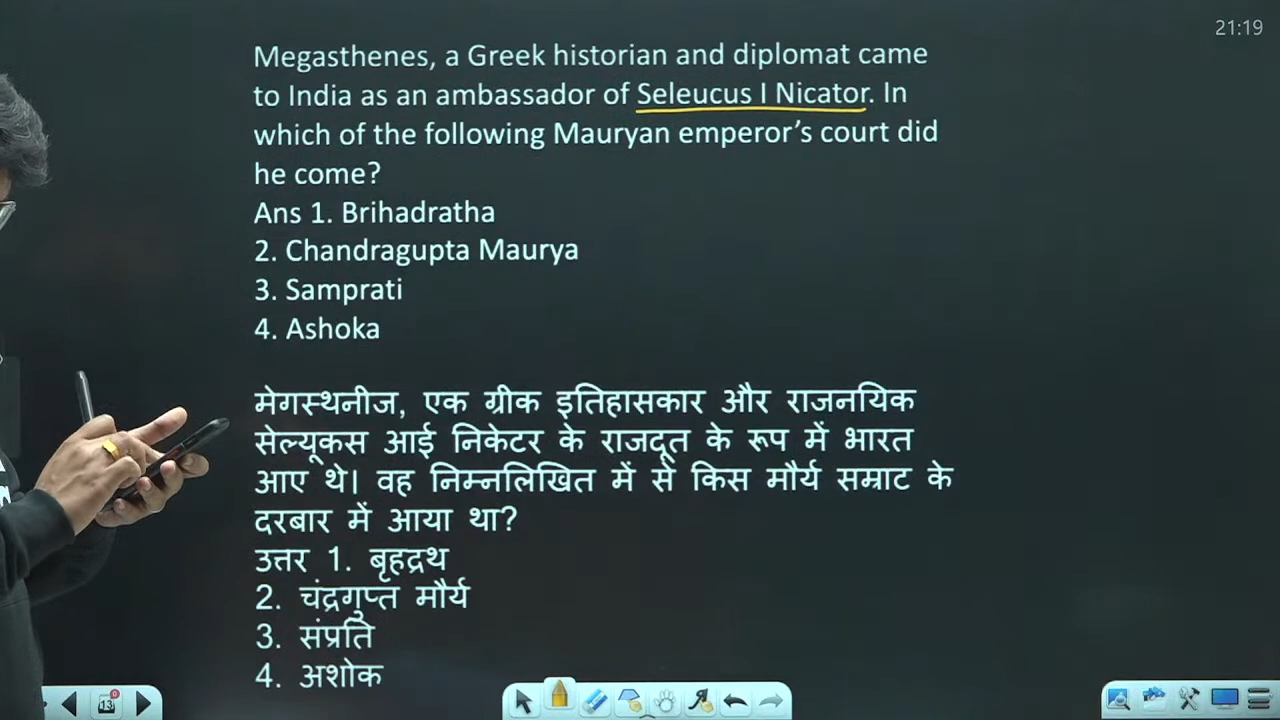 21:19
Megasthenes, a Greek historian and diplomat came
to India as an ambassador of Seleucus I Nicator. In
which of the following Mauryan emperor’s court did
he come?
Ans 1. Brihadratha
2. Chandragupta Maurya
3. Samprati
4. Ashoka
मेगस्थनीज, एक ग्रीक इतिहासकार और राजनयिक
सेल्यूकस आई निकेटर के राजदूत के रूप में भारत
आए थे। वह निम्नलिखित में से किस मौर्य सम्राट के
दरबार में आया था?
उत्तर 1. बृहद्रथ
2. चंद्रगुप्त मौर्य
3. संप्रति
4. अशोक
13
0